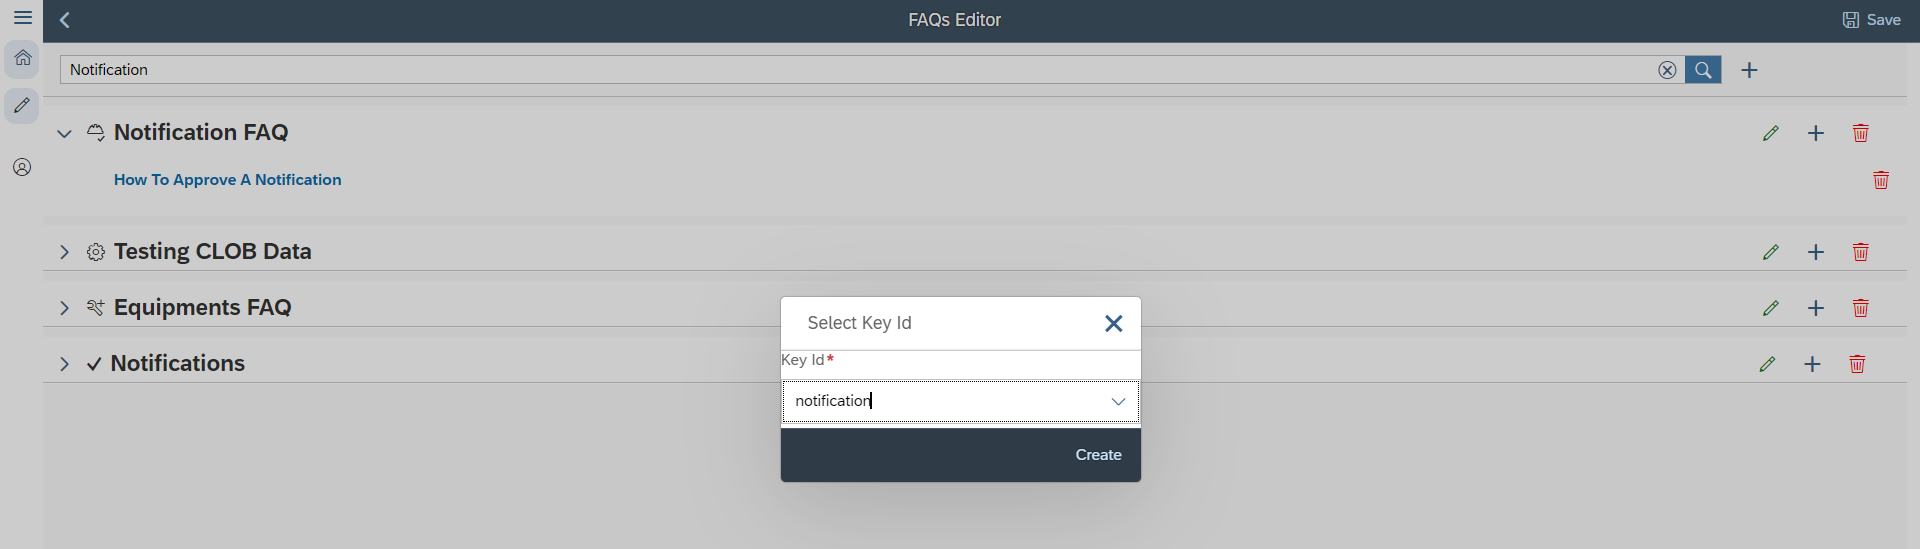 FAQs Editor
Save
Notification
Notification FAQ
How To Approve A Notification
Testing CLOB Data
Equipments FAQ
Notifications
Select Key Id
Key Id*
notification
Create